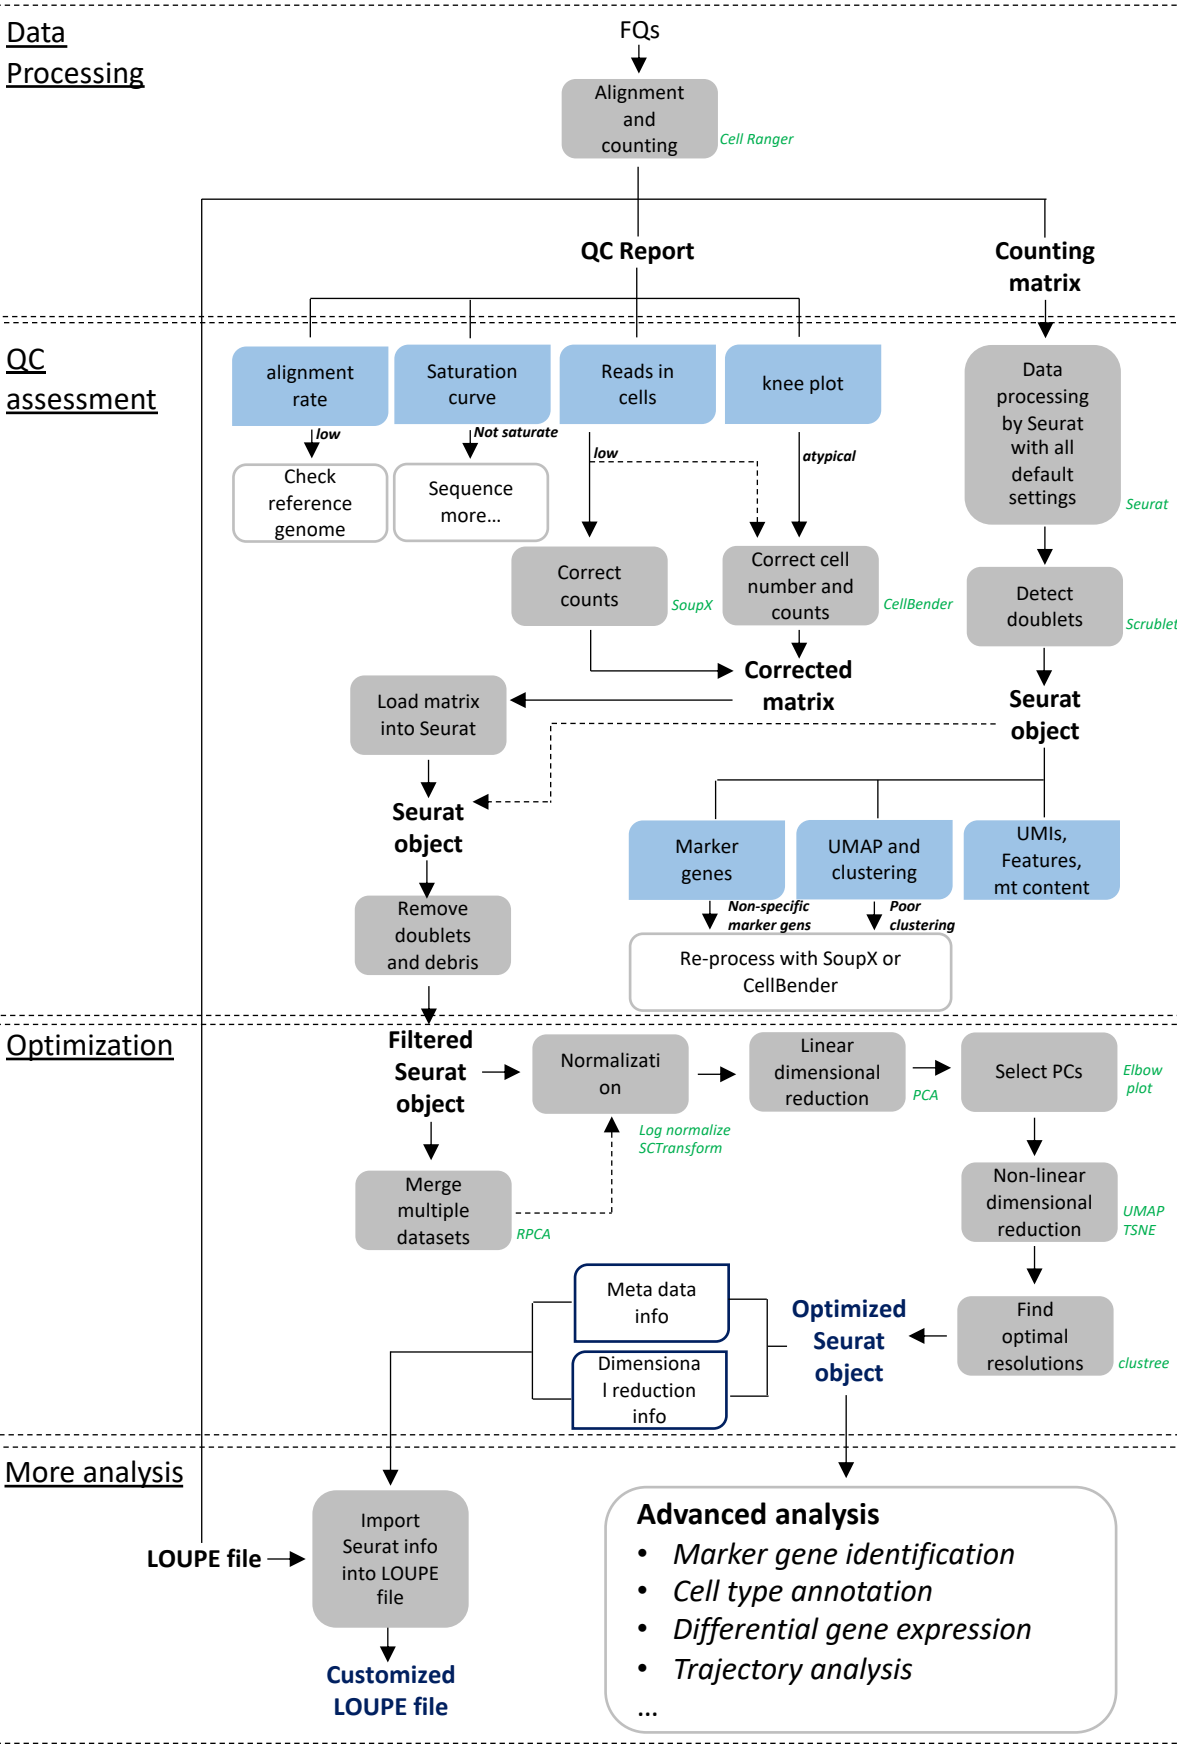 Data
Processing
FQs
Alignment
and
counting
Cell Ranger
QC Report
Counting
matrix
QC
assessment
alignment
rate
Saturation
curve
Reads in
cells
knee plot
Data
processing
by Seurat
with all
default
settings
Seurat
low
Not saturate
low
atypical
Check
reference
genome
Sequence
more...
Correct
counts
SoupX
Correct cell
number and
counts
CellBender
Detect
doublets
Scrublet
Corrected
matrix
Load matrix
into Seurat
Seurat
object
Seurat
object
Marker
genes
UMAP and
clustering
UMIs,
Features,
mt content
Non-specific
marker gens
Poor
clustering
Remove
doublets
and debris
Re-process with SoupX or
CellBender
Optimization
Filtered
Seurat
object
Normalizati
on
Log normalize
SCTransform
Linear
dimensional
reduction
PCA
Select PCs
Elbow
plot
Merge
multiple
datasets
RPCA
Non-linear
dimensional
reduction
UMAP
TSNE
Meta data
info
Dimensiona
l reduction
info
Optimized
Seurat
object
Find
optimal
resolutions
clustree
More analysis
LOUPE file
Import
Seurat info
into LOUPE
file
Customized
LOUPE file
Advanced analysis
• Marker gene identification
• Cell type annotation
• Differential gene expression
• Trajectory analysis
...